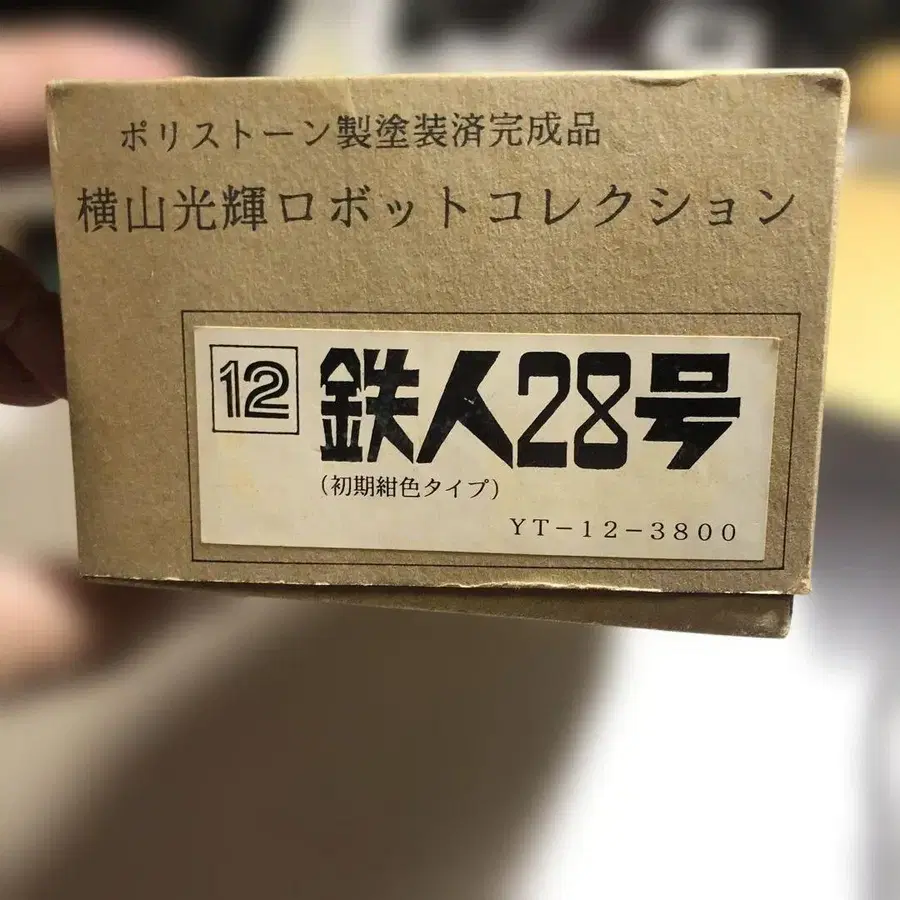 ポリストーン製塗装済完成品
横山光輝ロボットコレクション
12 鉄人28号
(初期紺色タイプ)
YT-12-3800